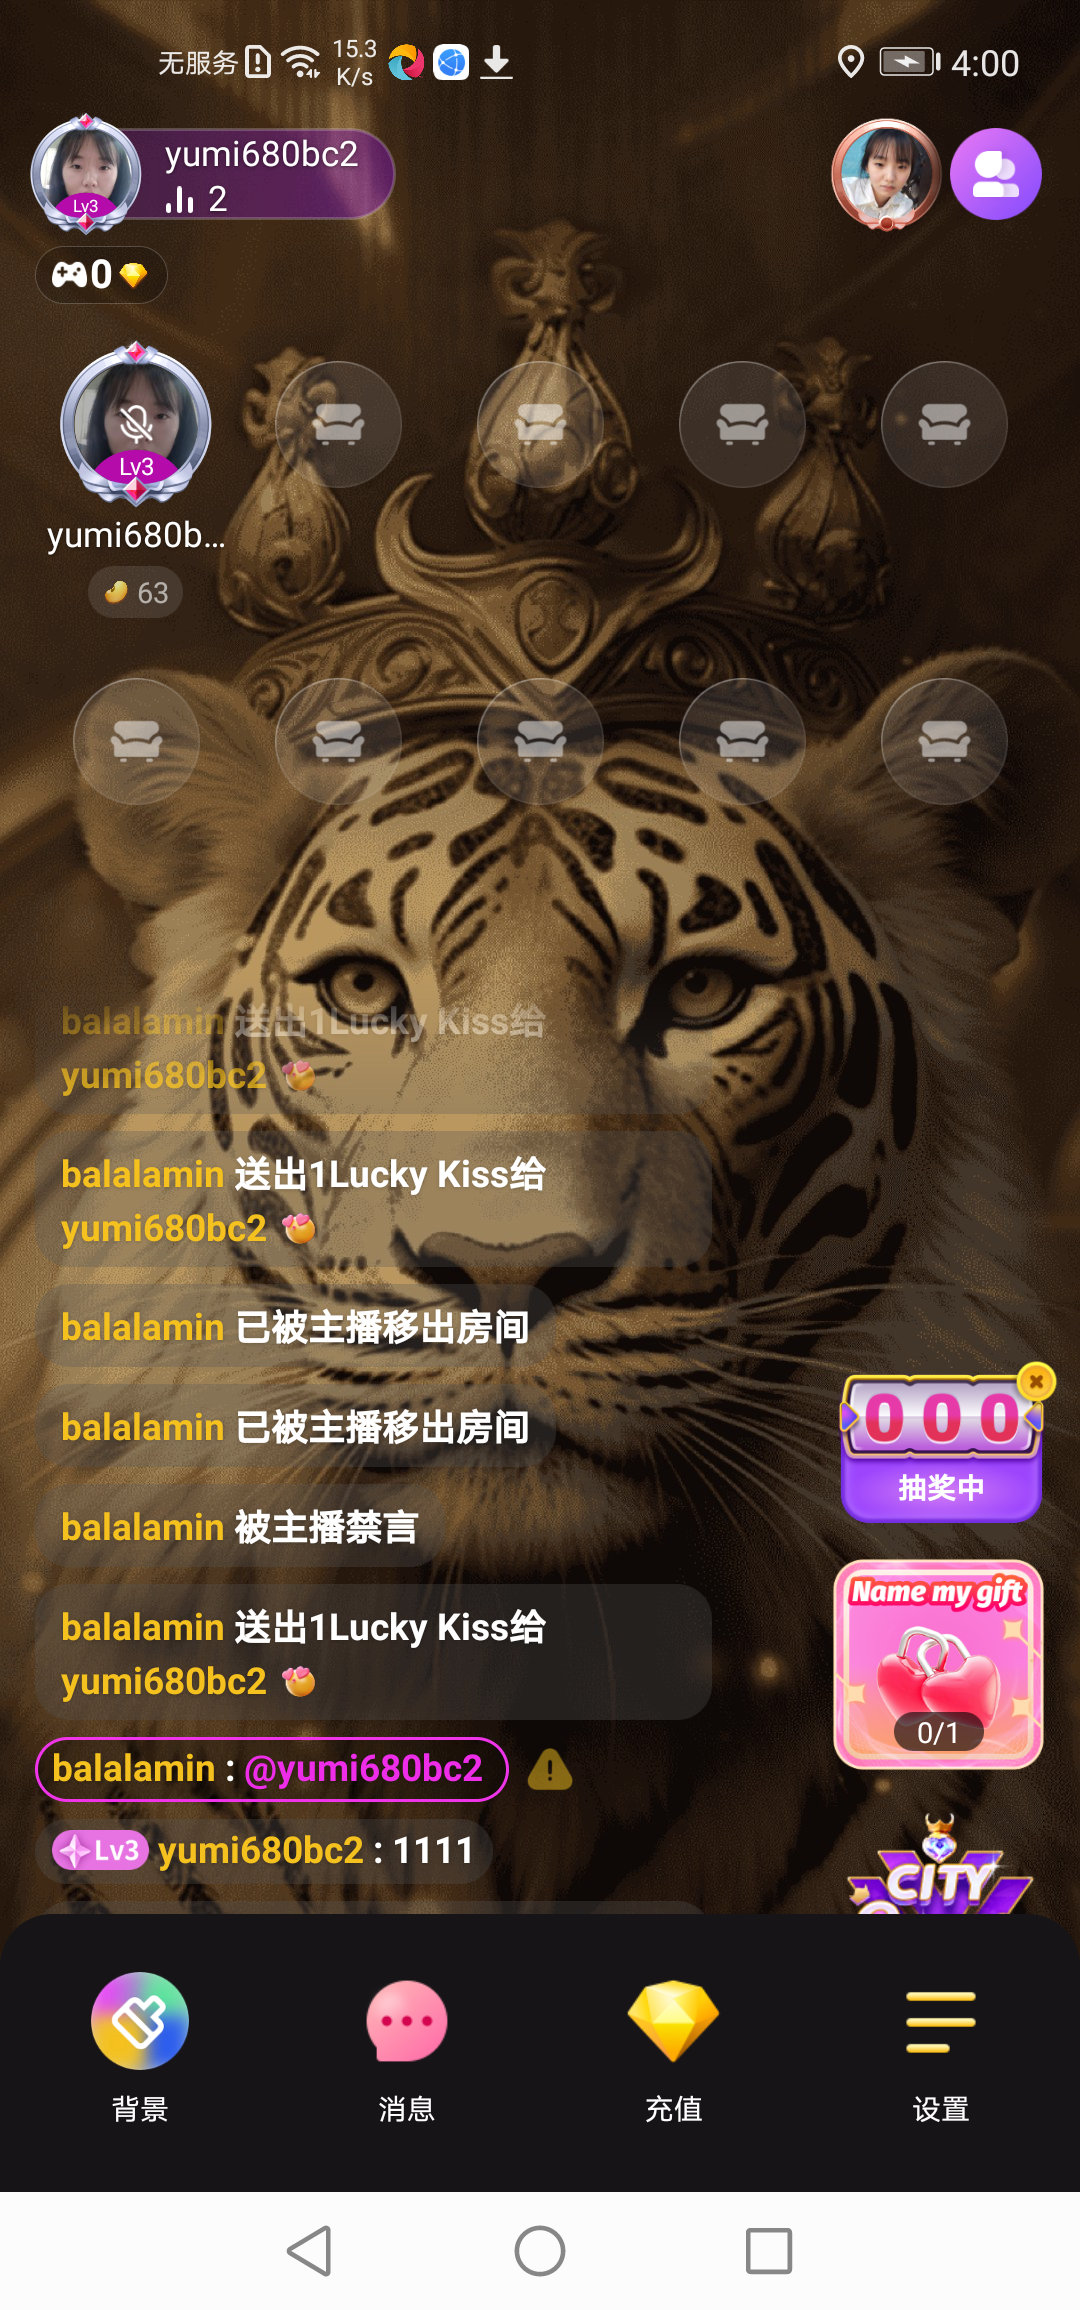 无服务
15.3
K/s
4:00
yumi680bc2
Lv3
2
0
Lv3
yumi680b...
63
balalamin 送出1Lucky Kiss给
yumi680bc2
balalamin 送出1Lucky Kiss给
yumi680bc2
balalamin 已被主播移出房间
balalamin 已被主播移出房间
balalamin 被主播禁言
balalamin 送出1Lucky Kiss给
yumi680bc2
balalamin : @yumi680bc2
Lv3 yumi680bc2 : 1111
000
抽奖中
Name my gift
0/1
CITY
背景
消息
充值
设置